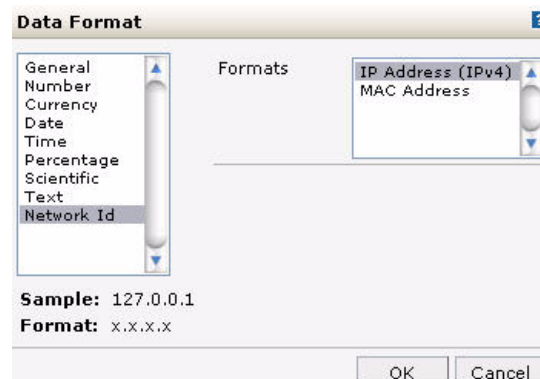 Data Format
?
General
Number
Currency
Date
Time
Percentage
Scientific
Text
Network Id
Formats
IP Address (IPv4)
MAC Address
Sample: 127.0.0.1
Format: x.x.x.x
OK
Cancel